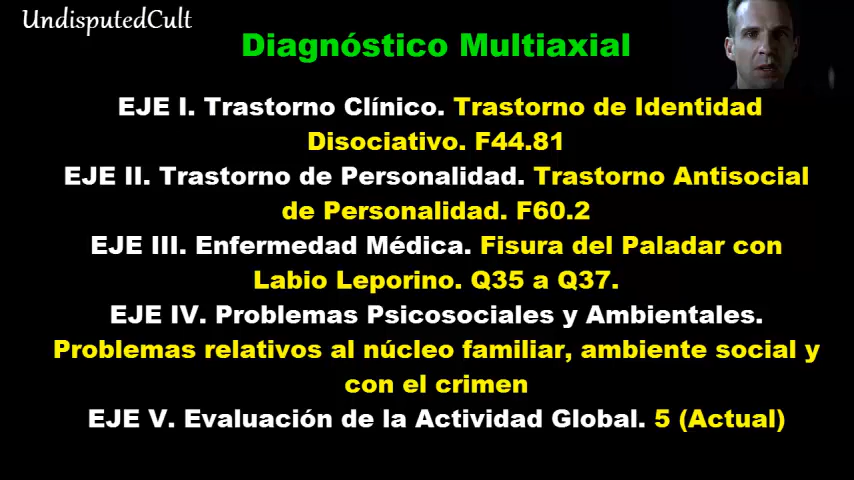 UndisputedCult
Diagnóstico Multiaxial
EJE I. Trastorno Clínico. Trastorno de Identidad
Disociativo. F44.81
EJE II. Trastorno de Personalidad. Trastorno Antisocial
de Personalidad. F60.2
EJE III. Enfermedad Médica. Fisura del Paladar con
Labio Leporino. Q35 a Q37.
EJE IV. Problemas Psicosociales y Ambientales.
Problemas relativos al núcleo familiar, ambiente social y
con el crimen
EJE V. Evaluación de la Actividad Global. 5 (Actual)